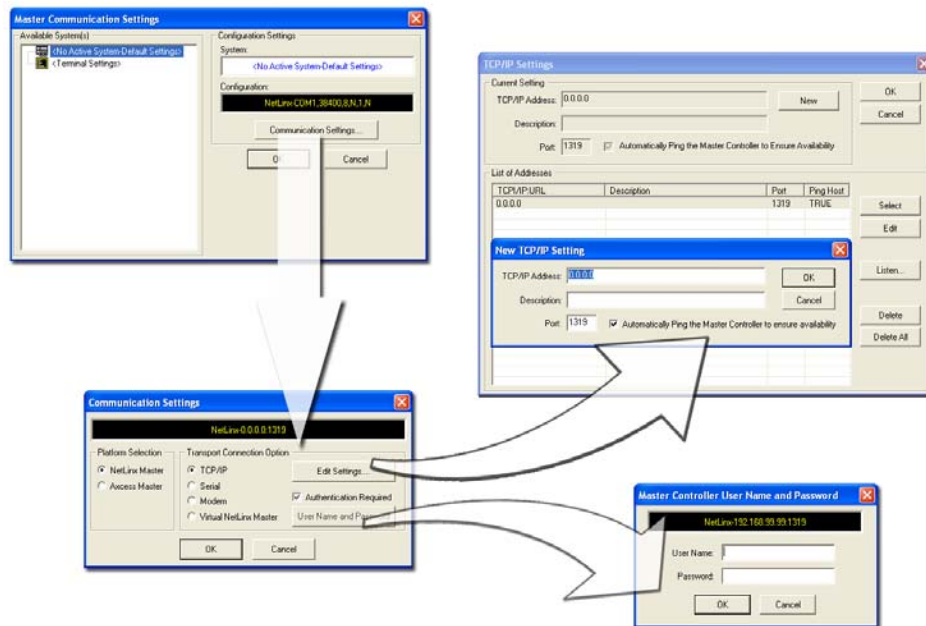 Master Communication Settings
Available System(s)
<No Active System-Default Settings>
<Terminal Settings>
Configuration Settings
System:
<No Active System-Default Settings>
Configuration:
NetLinx-COM1,38400,8,N,1,N
Communication Settings...
OK Cancel
TCP/IP Settings
Current Setting
TCP/IP Address: 0.0.0.0
New
Description:
Port: 1319 Automatically Ping the Master Controller to Ensure Availability
OK
Cancel
List of Addresses
TCPI/IP:URL Description Port Ping Host
0.0.0.0 1319 TRUE
Select
Edit
Listen...
Delete
Delete All
New TCP/IP Setting
TCP/IP Address: 0.0.0.0
OK
Description:
Cancel
Port: 1319 Automatically Ping the Master Controller to ensure availability
Communication Settings
NetLinx-0.0.0.0:1319
Platform Selection
NetLinx Master
Axcess Master
Transport Connection Option
TCP/IP
Serial
Modem
Virtual NetLinx Master
Edit Settings...
Authentication Required
User Name and Password
OK Cancel
Master Controller User Name and Password
NetLinx-192.168.99.99:1319
User Name:
Password:
OK Cancel